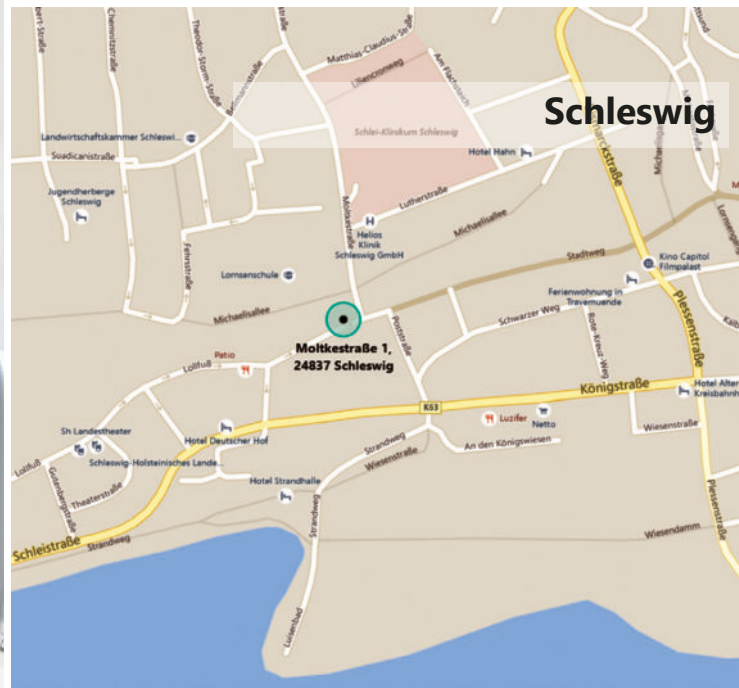 Schleswig
Chemnitzstraße
Theodor-Storm-Straße
Matthias-Claudius-Straße
Liliencronweg
Am Flachsteich
Schlei-Klinikum Schleswig
Landwirtschaftskammer Schleswi...
Suadicanistraße
Hotel Hahn
Jugendherberge
Schleswig
Moltkestraße
Lutherstraße
Helios
Klinik
Schleswig GmbH
Michaelisallee
Fehrsstraße
Lornsenschule
Stadtweg
Kino Capitol
Filmpalast
Ferienwohnung in
Travemuende
Michaelisallee
Schwarzer Weg
Rote-Kreuz-Weg
Plessenstraße
Poststraße
Moltkestraße 1,
24837 Schleswig
Patio
Lollfuß
Königstraße
Hotel Alter
Kreisbahnh
K63
Luzifer
Netto
Wiesenstraße
Sh Landestheater
Hotel Deutscher Hof
Strandweg
An den Königswiesen
Schleswig-Holsteinisches Lande...
Wiesenstraße
Lollfuß
Gutenbergstraße
Theaterstraße
Hotel Strandhalle
Strandweg
Plessenstraße
Wiesendamm
Schleistraße
Strandweg
Luisenbad